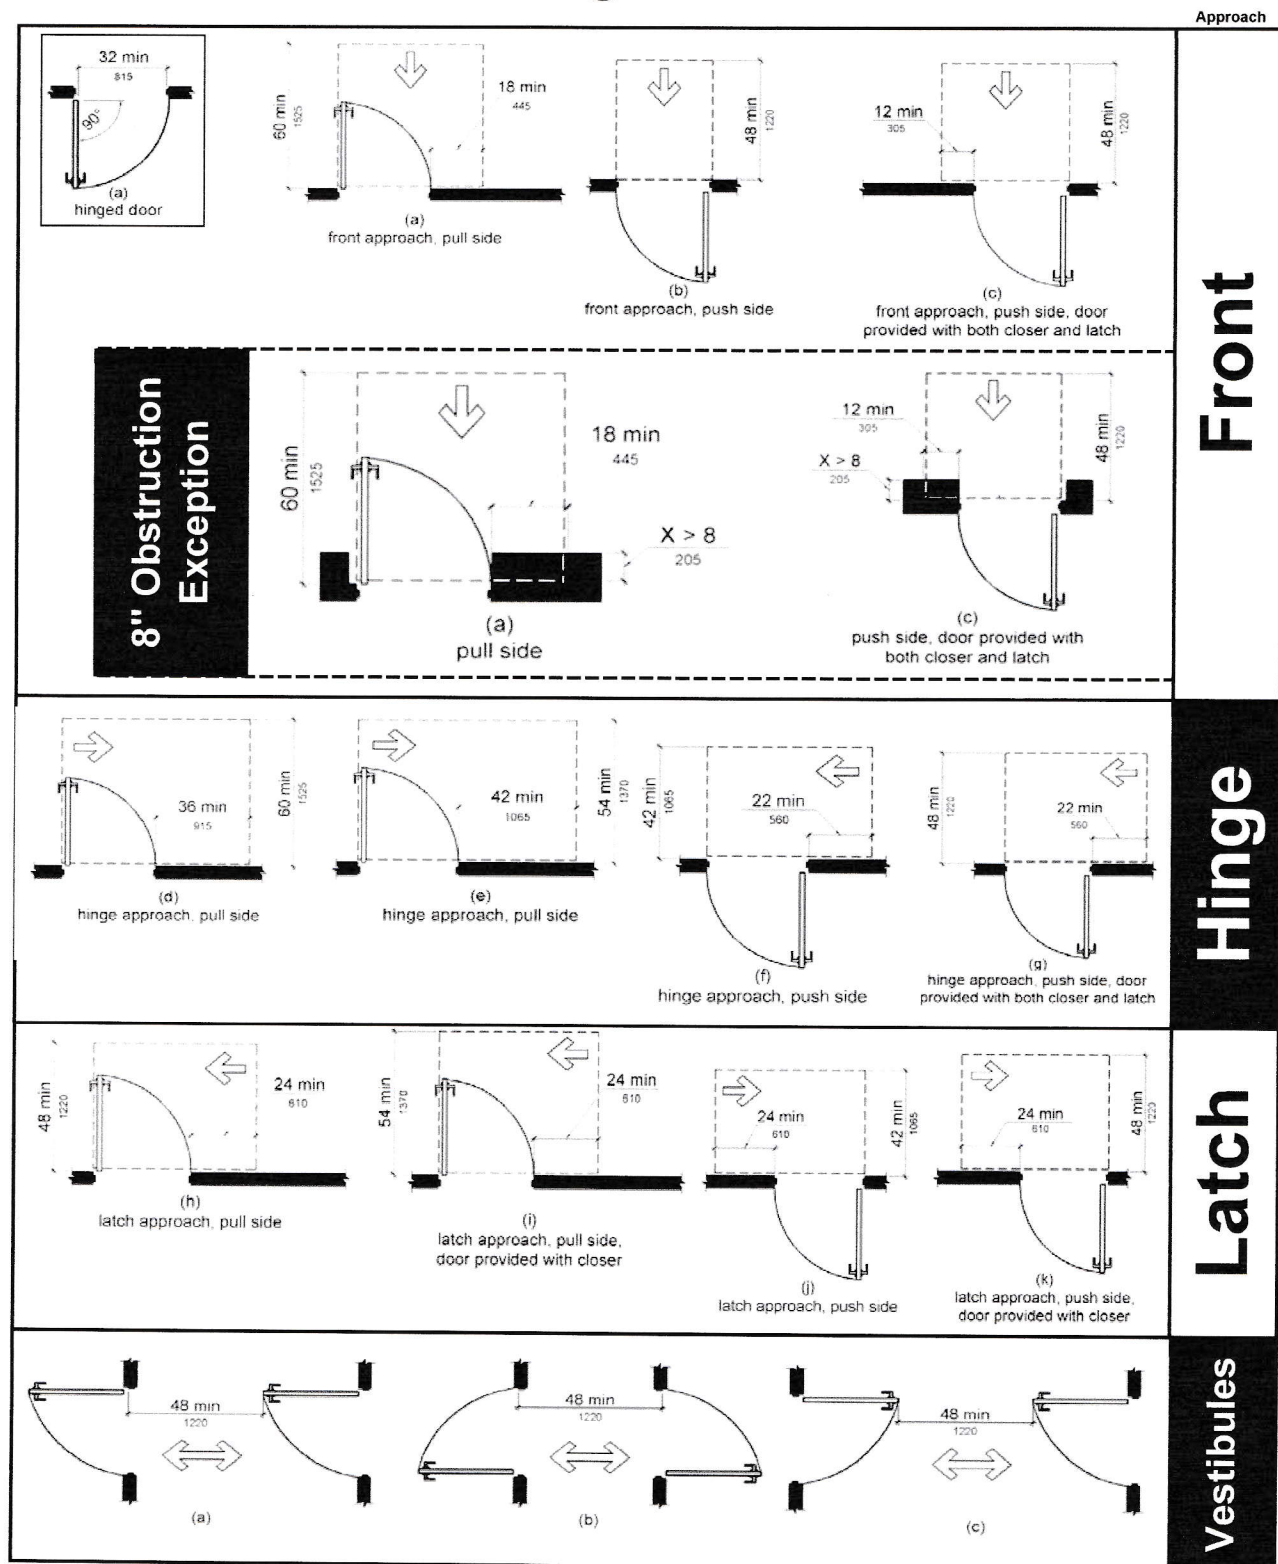 Approach
32 min
815
90°
(a)
hinged door
60 min
1525
18 min
445
(a)
front approach, pull side
48 min
1220
(b)
front approach, push side
12 min
305
48 min
1220
(c)
front approach, push side, door
provided with both closer and latch
Front
8" Obstruction
Exception
60 min
1525
18 min
445
X > 8
205
(a)
pull side
12 min
305
X > 8
205
48 min
1220
(c)
push side, door provided with
both closer and latch
36 min
915
60 min
1525
(d)
hinge approach, pull side
42 min
1065
54 min
1370
(e)
hinge approach, pull side
42 min
1065
22 min
560
(f)
hinge approach, push side
48 min
1220
22 min
560
(g)
hinge approach, push side, door
provided with both closer and latch
Hinge
48 min
1220
24 min
610
(h)
latch approach, pull side
54 min
1370
24 min
610
(i)
latch approach, pull side,
door provided with closer
24 min
610
42 min
1065
(j)
latch approach, push side
24 min
610
48 min
1220
(k)
latch approach, push side,
door provided with closer
Latch
48 min
1220
(a)
48 min
1220
(b)
48 min
1220
(c)
Vestibules